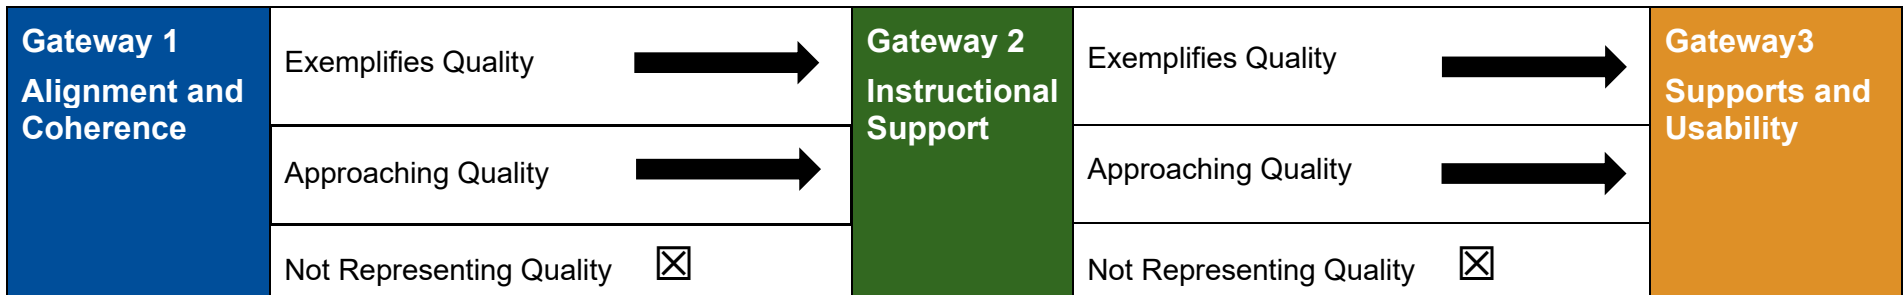 Gateway 1
Alignment and
Coherence
Exemplifies Quality
Approaching Quality
Not Representing Quality ☒
Gateway 2
Instructional
Support
Exemplifies Quality
Approaching Quality
Not Representing Quality ☒
Gateway3
Supports and
Usability